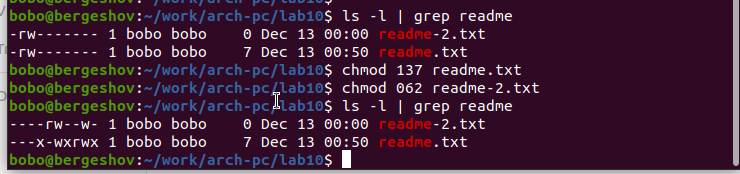 bobo@bergeshov:~/work/arch-pc/lab10$ ls -l | grep readme
-rw------- 1 bobo bobo    0 Dec 13 00:00 readme-2.txt
-rw------- 1 bobo bobo    7 Dec 13 00:50 readme.txt
bobo@bergeshov:~/work/arch-pc/lab10$ chmod 137 readme.txt
bobo@bergeshov:~/work/arch-pc/lab10$ chmod 062 readme-2.txt
bobo@bergeshov:~/work/arch-pc/lab10$ ls -l | grep readme
----rw--w- 1 bobo bobo    0 Dec 13 00:00 readme-2.txt
---x-wxrwx 1 bobo bobo    7 Dec 13 00:50 readme.txt
bobo@bergeshov:~/work/arch-pc/lab10$